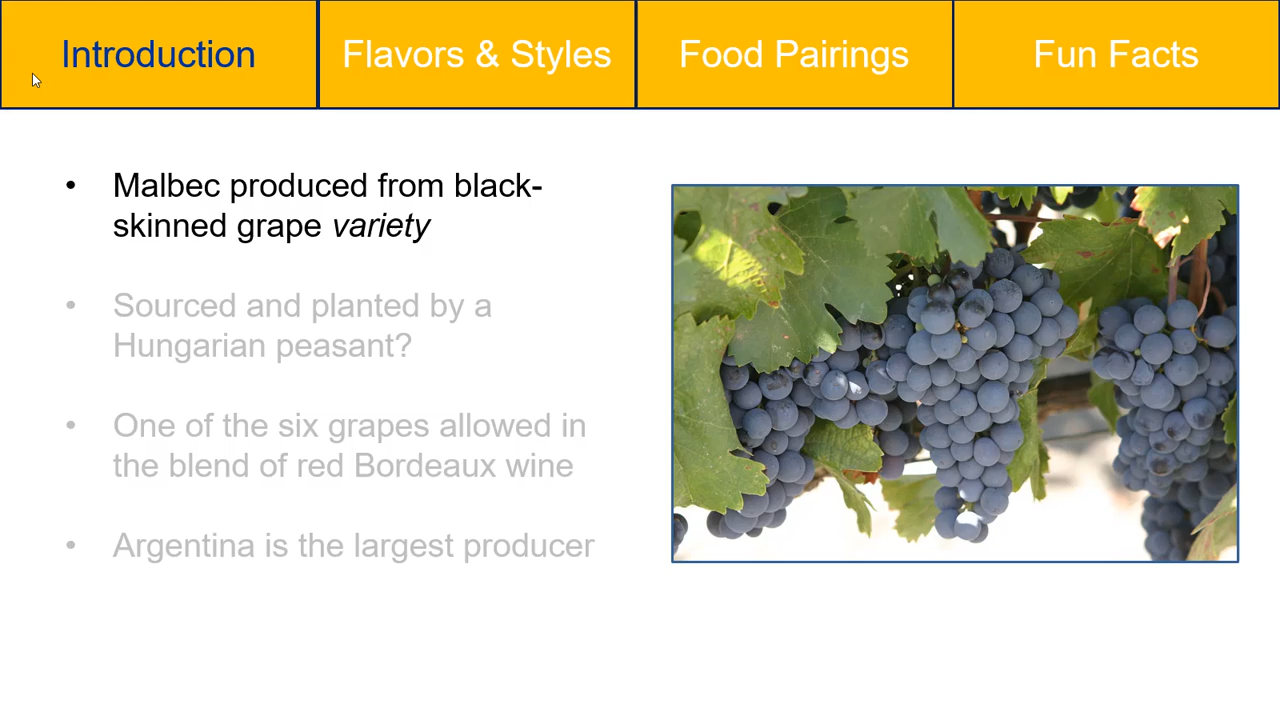 Introduction
Flavors & Styles
Food Pairings
Fun Facts
• Malbec produced from black-
skinned grape variety
• Sourced and planted by a
Hungarian peasant?
• One of the six grapes allowed in
the blend of red Bordeaux wine
• Argentina is the largest producer